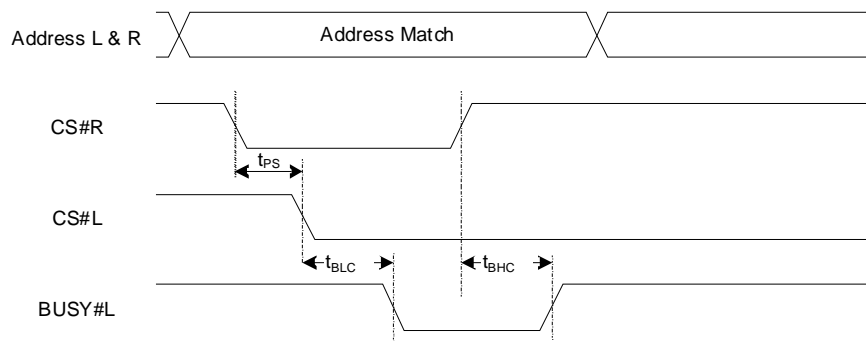 Address L & R
Address Match
CS#R
tPS
CS#L
tBLC
tBHC
BUSY#L